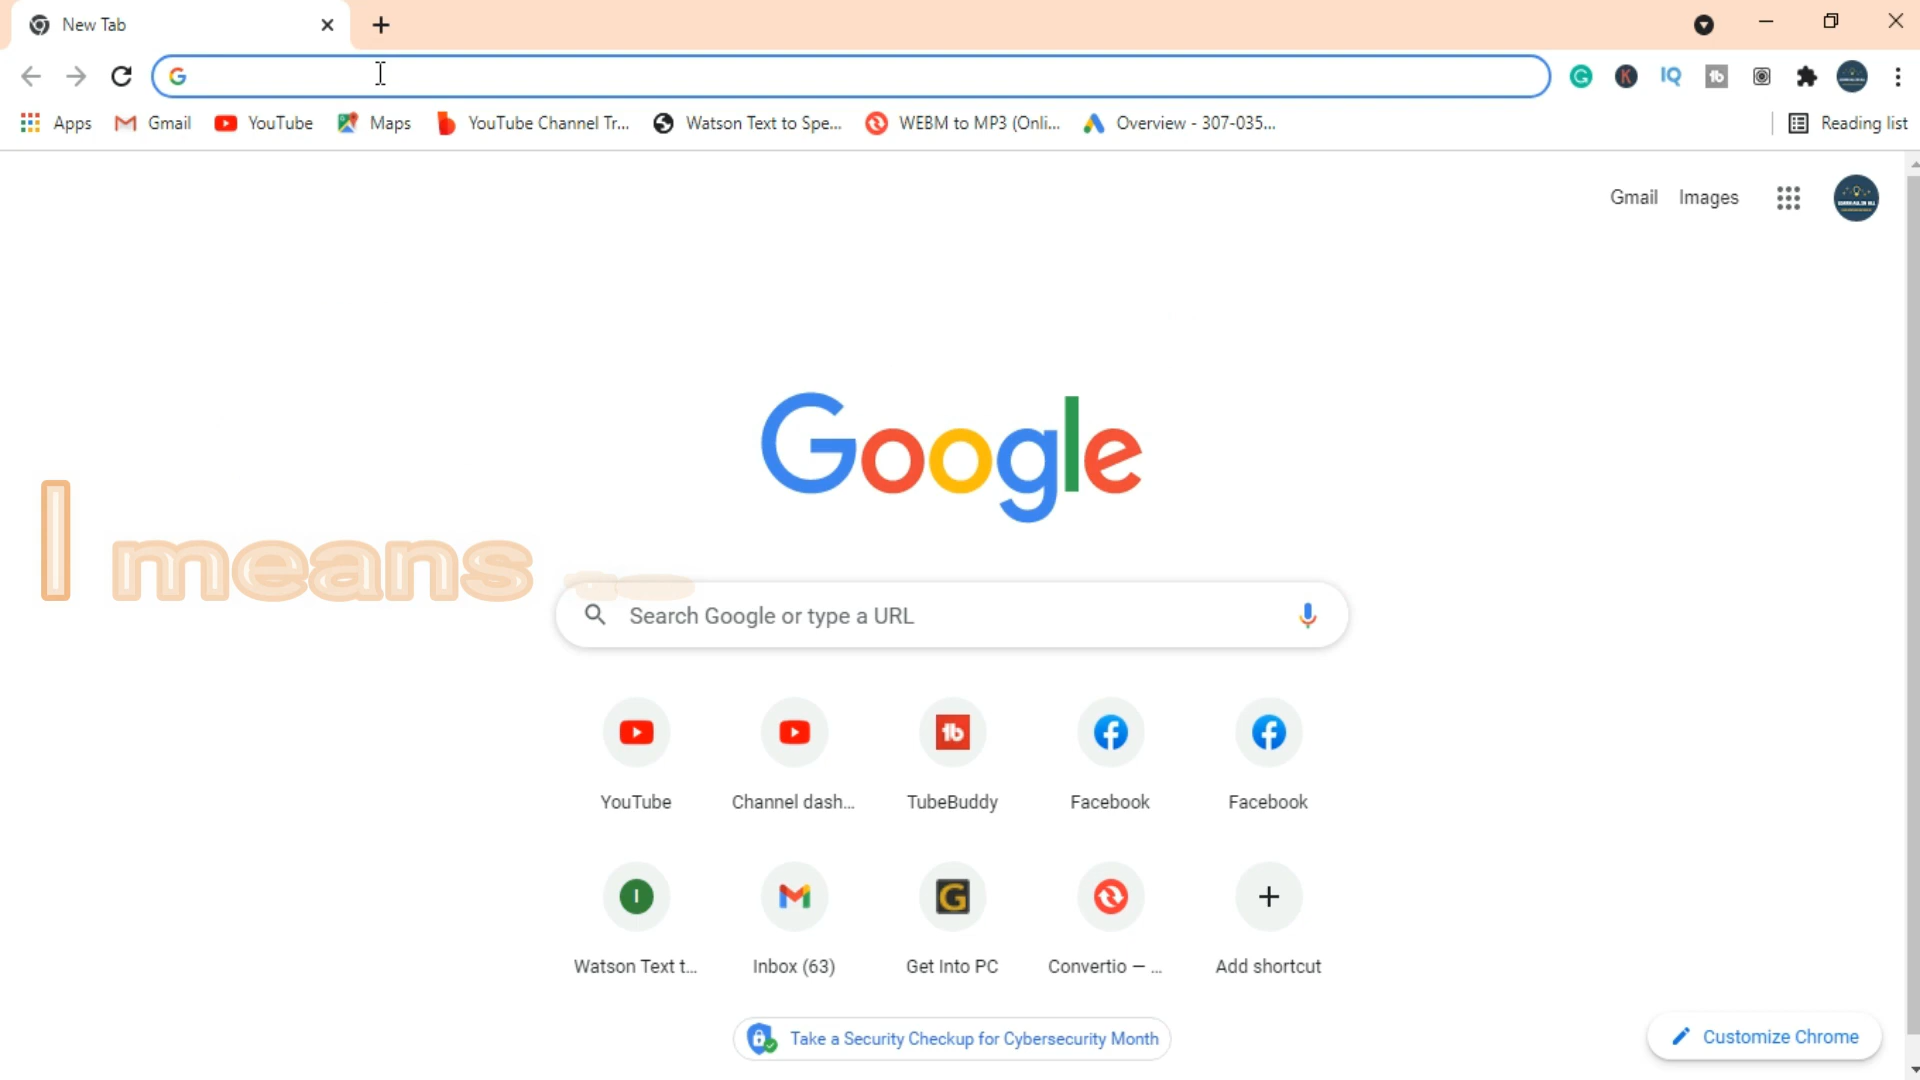 New Tab
Apps Gmail YouTube Maps YouTube Channel Tr... Watson Text to Spe... WEBM to MP3 (Onli... Overview - 307-035... Reading list
Gmail Images
Google
I means
Search Google or type a URL
YouTube Channel dash... TubeBuddy Facebook Facebook
Watson Text t... Inbox (63) Get Into PC Convertio — ... Add shortcut
Take a Security Checkup for Cybersecurity Month
Customize Chrome